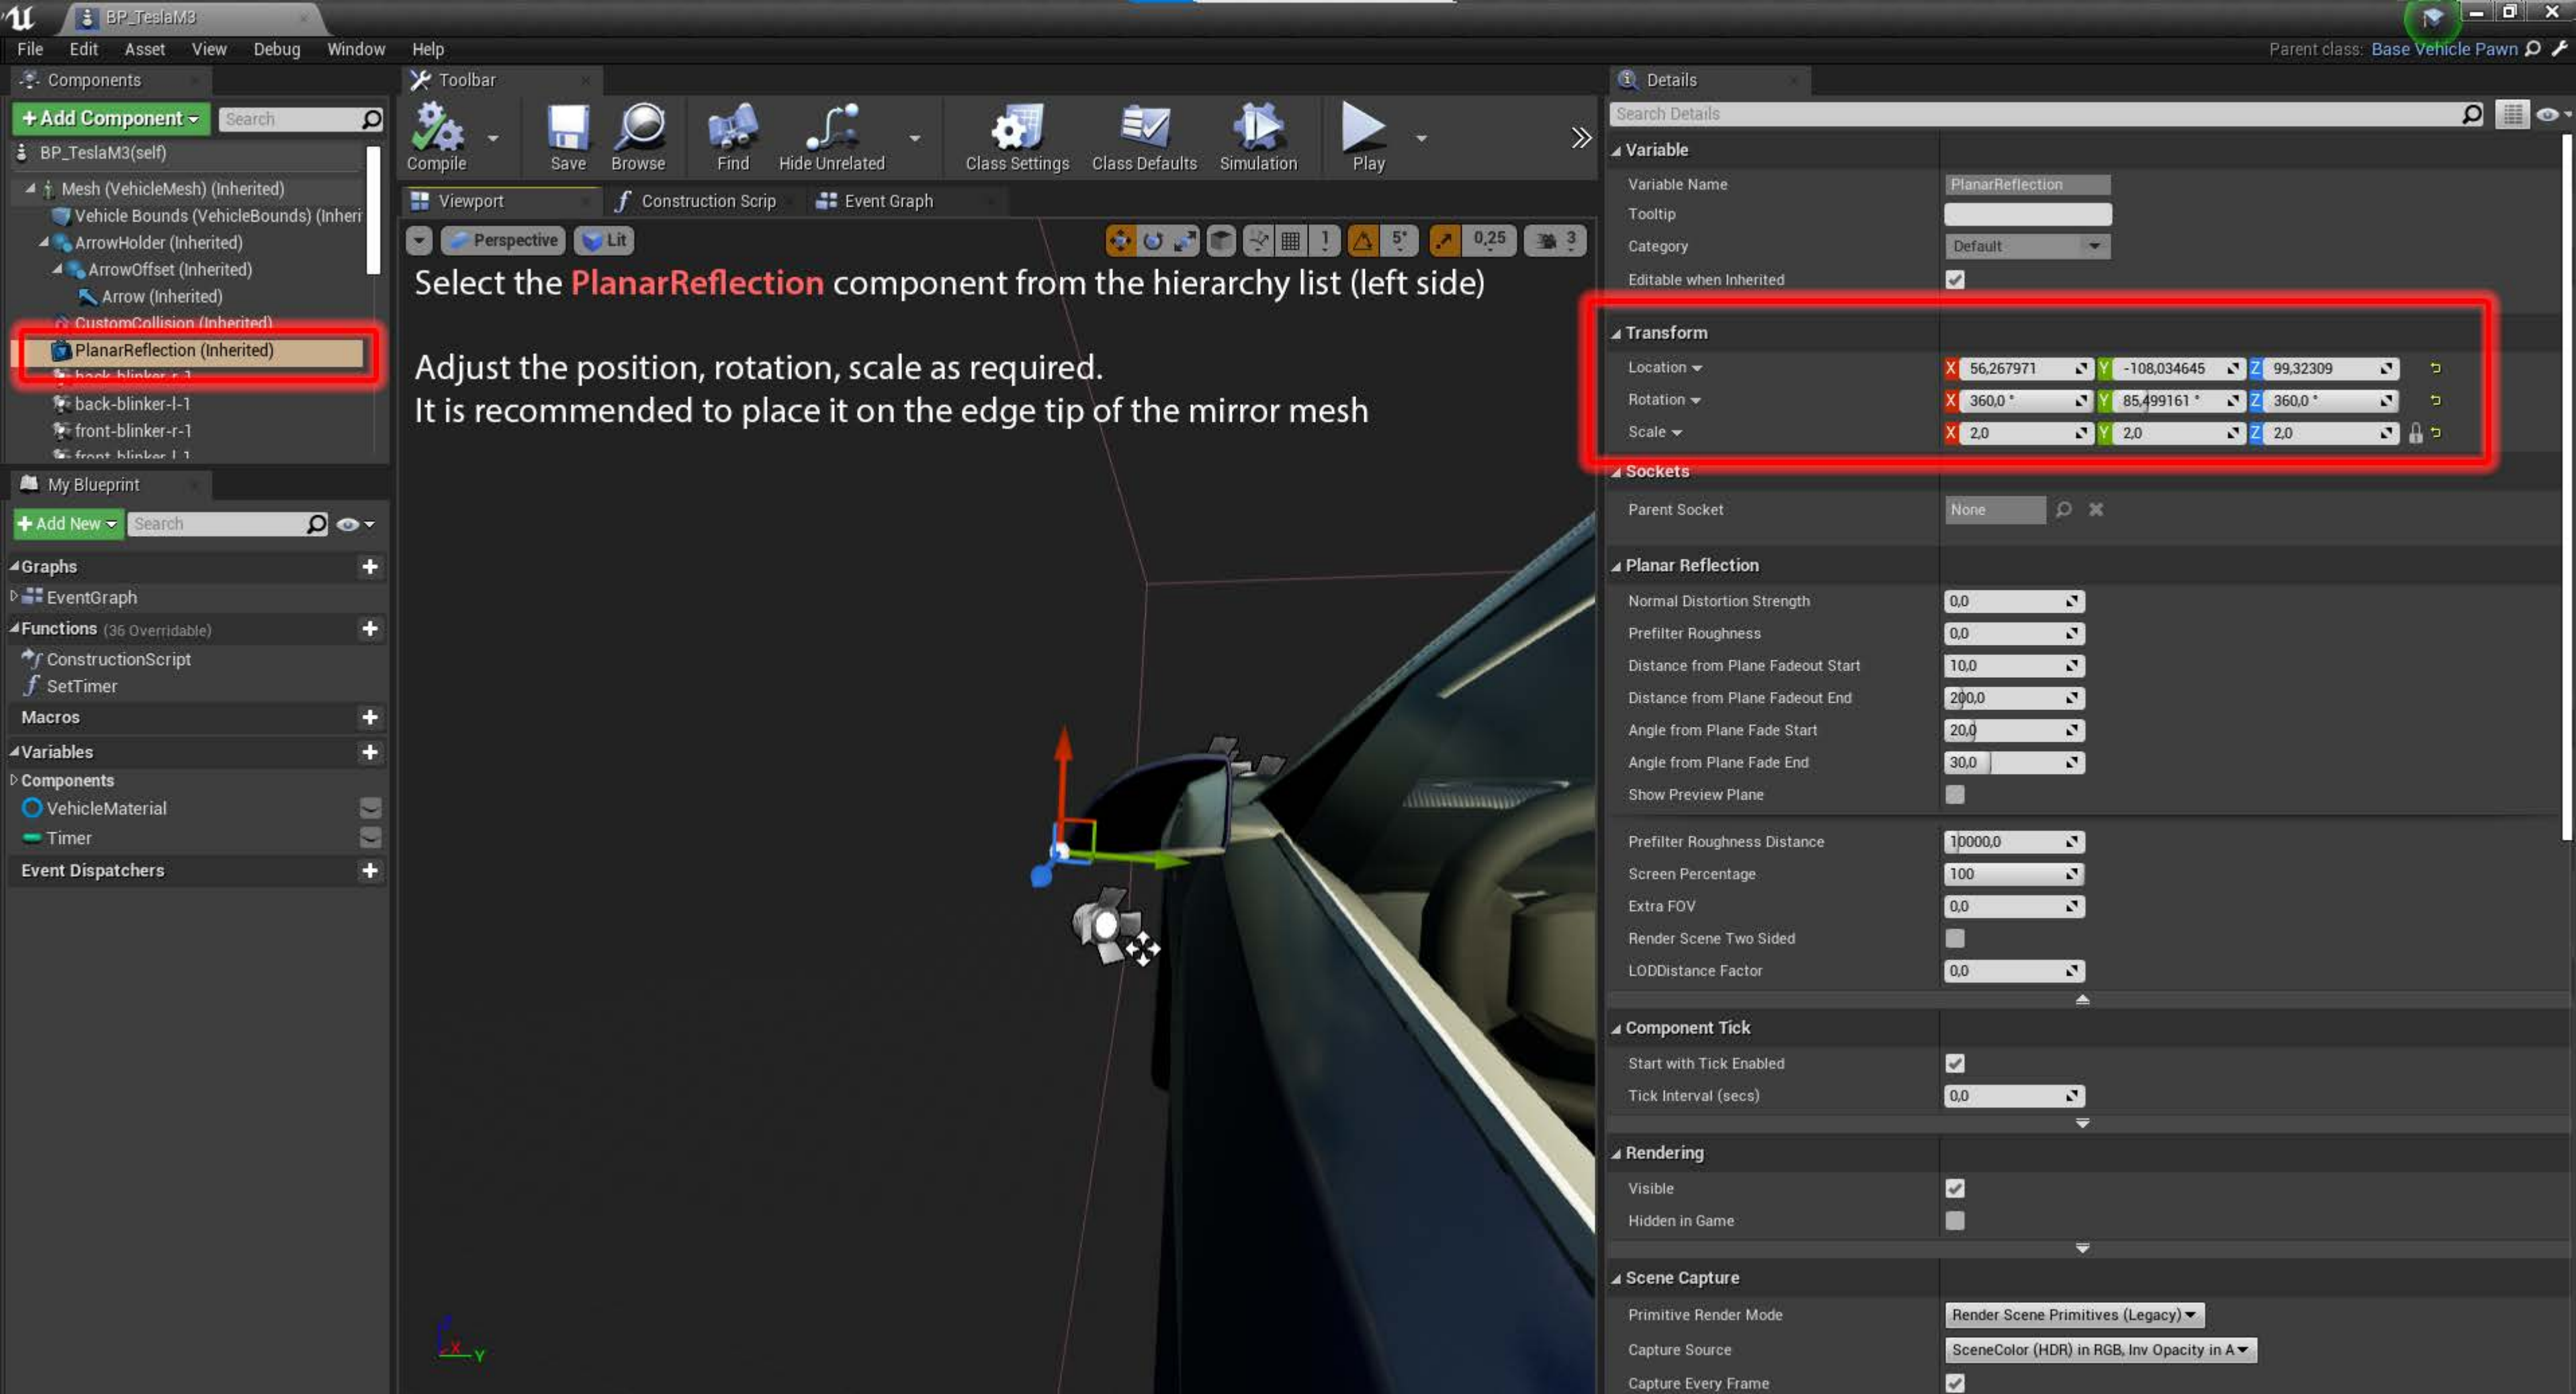 BP_TeslaM3
File Edit Asset View Debug Window Help
Parent class: Base Vehicle Pawn
Components
+Add Component
Search
BP_TeslaM3(self)
Mesh (VehicleMesh) (Inherited)
Vehicle Bounds (VehicleBounds) (Inheri
ArrowHolder (Inherited)
ArrowOffset (Inherited)
Arrow (Inherited)
CustomCollision (Inherited)
PlanarReflection (Inherited)
back-blinker-r-1
back-blinker-l-1
front-blinker-r-1
front-blinker-l-1
My Blueprint
+Add New
Search
Graphs
EventGraph
Functions (36 Overridable)
ConstructionScript
SetTimer
Macros
Variables
Components
VehicleMaterial
Timer
Event Dispatchers
Toolbar
Compile
Save
Browse
Find
Hide Unrelated
Class Settings
Class Defaults
Simulation
Play
Viewport
Construction Scrip
Event Graph
Perspective
Lit
1
5°
0,25
3
Select the PlanarReflection component from the hierarchy list (left side)
Adjust the position, rotation, scale as required.
It is recommended to place it on the edge tip of the mirror mesh
Z
X
Y
Details
Search Details
Variable
Variable Name PlanarReflection
Tooltip
Category Default
Editable when Inherited
Transform
Location X 56,267971 Y -108,034645 Z 99,32309
Rotation X 360,0 ° Y 85,499161 ° Z 360,0 °
Scale X 2,0 Y 2,0 Z 2,0
Sockets
Parent Socket None
Planar Reflection
Normal Distortion Strength 0,0
Prefilter Roughness 0,0
Distance from Plane Fadeout Start 10,0
Distance from Plane Fadeout End 200,0
Angle from Plane Fade Start 20,0
Angle from Plane Fade End 30,0
Show Preview Plane
Prefilter Roughness Distance 10000,0
Screen Percentage 100
Extra FOV 0,0
Render Scene Two Sided
LODDistance Factor 0,0
Component Tick
Start with Tick Enabled
Tick Interval (secs) 0,0
Rendering
Visible
Hidden in Game
Scene Capture
Primitive Render Mode Render Scene Primitives (Legacy)
Capture Source SceneColor (HDR) in RGB, Inv Opacity in A
Capture Every Frame